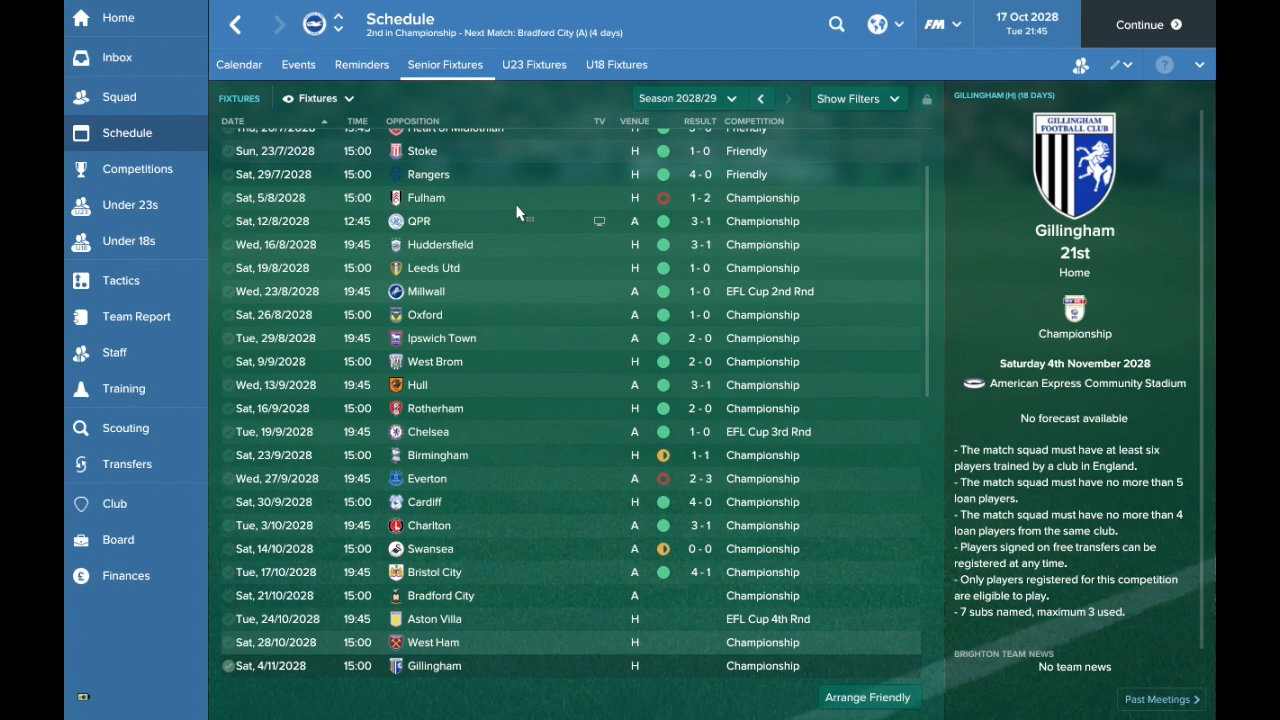 Home
Inbox
Squad
Schedule
Competitions
U23
Under 23s
U18
Under 18s
Tactics
Team Report
Staff
Training
Scouting
Transfers
Club
Board
Finances
Schedule
2nd in Championship - Next Match: Bradford City (A) (4 days)
FM
17 Oct 2028
Tue 21:45
Continue
Calendar Events Reminders Senior Fixtures U23 Fixtures U18 Fixtures
FIXTURES Fixtures Season 2028/29 Show Filters
DATE TIME OPPOSITION TV VENUE RESULT COMPETITION
Heart of Midlothian Friendly
Sun, 23/7/2028 15:00 Stoke H 1 - 0 Friendly
Sat, 29/7/2028 15:00 Rangers H 4 - 0 Friendly
Sat, 5/8/2028 15:00 Fulham H 1 - 2 Championship
Sat, 12/8/2028 12:45 QPR A 3 - 1 Championship
Wed, 16/8/2028 19:45 Huddersfield H 3 - 1 Championship
Sat, 19/8/2028 15:00 Leeds Utd H 1 - 0 Championship
Wed, 23/8/2028 19:45 Millwall A 1 - 0 EFL Cup 2nd Rnd
Sat, 26/8/2028 15:00 Oxford A 1 - 0 Championship
Tue, 29/8/2028 19:45 Ipswich Town A 2 - 0 Championship
Sat, 9/9/2028 15:00 West Brom H 2 - 0 Championship
Wed, 13/9/2028 19:45 Hull A 3 - 1 Championship
Sat, 16/9/2028 15:00 Rotherham H 2 - 0 Championship
Tue, 19/9/2028 19:45 Chelsea A 1 - 0 EFL Cup 3rd Rnd
Sat, 23/9/2028 15:00 Birmingham H 1 - 1 Championship
Wed, 27/9/2028 19:45 Everton A 2 - 3 Championship
Sat, 30/9/2028 15:00 Cardiff H 4 - 0 Championship
Tue, 3/10/2028 19:45 Charlton A 3 - 1 Championship
Sat, 14/10/2028 15:00 Swansea A 0 - 0 Championship
Tue, 17/10/2028 19:45 Bristol City A 4 - 1 Championship
Sat, 21/10/2028 15:00 Bradford City A Championship
Tue, 24/10/2028 19:45 Aston Villa H EFL Cup 4th Rnd
Sat, 28/10/2028 15:00 West Ham H Championship
Sat, 4/11/2028 15:00 Gillingham H Championship
Arrange Friendly
GILLINGHAM (H) (18 DAYS)
GILLINGHAM
FOOTBALL CLUB
Gillingham
21st
Home
Championship
Saturday 4th November 2028
American Express Community Stadium
No forecast available
- The match squad must have at least six
players trained by a club in England.
- The match squad must have no more than 5
loan players.
- The match squad must have no more than 4
loan players from the same club.
- Players signed on free transfers can be
registered at any time.
- Only players registered for this competition
are eligible to play.
- 7 subs named, maximum 3 used.
BRIGHTON TEAM NEWS
No team news
Past Meetings